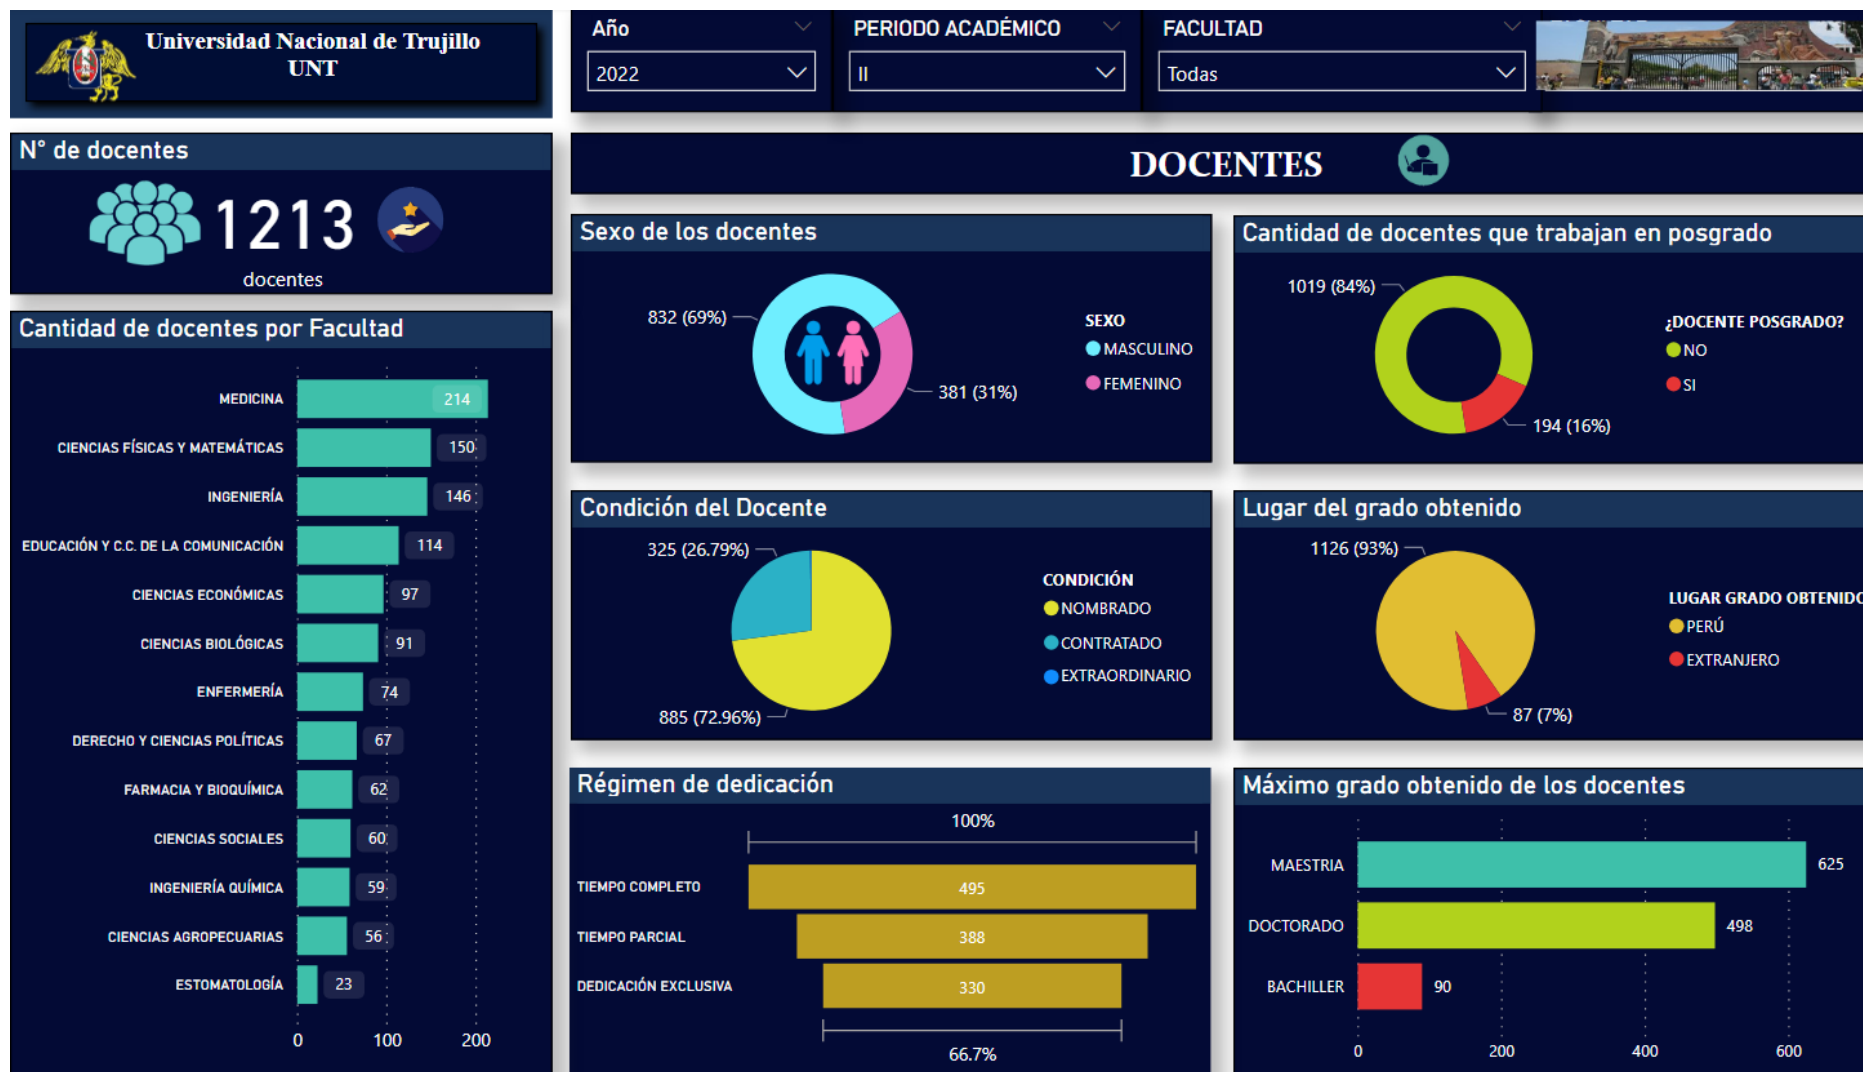 Universidad Nacional de Trujillo
UNT
Año
2022
PERIODO ACADÉMICO
II
FACULTAD
Todas
N° de docentes
1213
docentes
DOCENTES
Cantidad de docentes por Facultad
MEDICINA 214
CIENCIAS FÍSICAS Y MATEMÁTICAS 150
INGENIERÍA 146
EDUCACIÓN Y C.C. DE LA COMUNICACIÓN 114
CIENCIAS ECONÓMICAS 97
CIENCIAS BIOLÓGICAS 91
ENFERMERÍA 74
DERECHO Y CIENCIAS POLÍTICAS 67
FARMACIA Y BIOQUÍMICA 62
CIENCIAS SOCIALES 60
INGENIERÍA QUÍMICA 59
CIENCIAS AGROPECUARIAS 56
ESTOMATOLOGÍA 23
0 100 200
Sexo de los docentes
832 (69%)
381 (31%)
SEXO
MASCULINO
FEMENINO
Cantidad de docentes que trabajan en posgrado
1019 (84%)
194 (16%)
¿DOCENTE POSGRADO?
NO
SI
Condición del Docente
325 (26.79%)
885 (72.96%)
CONDICIÓN
NOMBRADO
CONTRATADO
EXTRAORDINARIO
Lugar del grado obtenido
1126 (93%)
87 (7%)
LUGAR GRADO OBTENIDO
PERÚ
EXTRANJERO
Régimen de dedicación
100%
TIEMPO COMPLETO 495
TIEMPO PARCIAL 388
DEDICACIÓN EXCLUSIVA 330
66.7%
Máximo grado obtenido de los docentes
MAESTRIA 625
DOCTORADO 498
BACHILLER 90
0 200 400 600